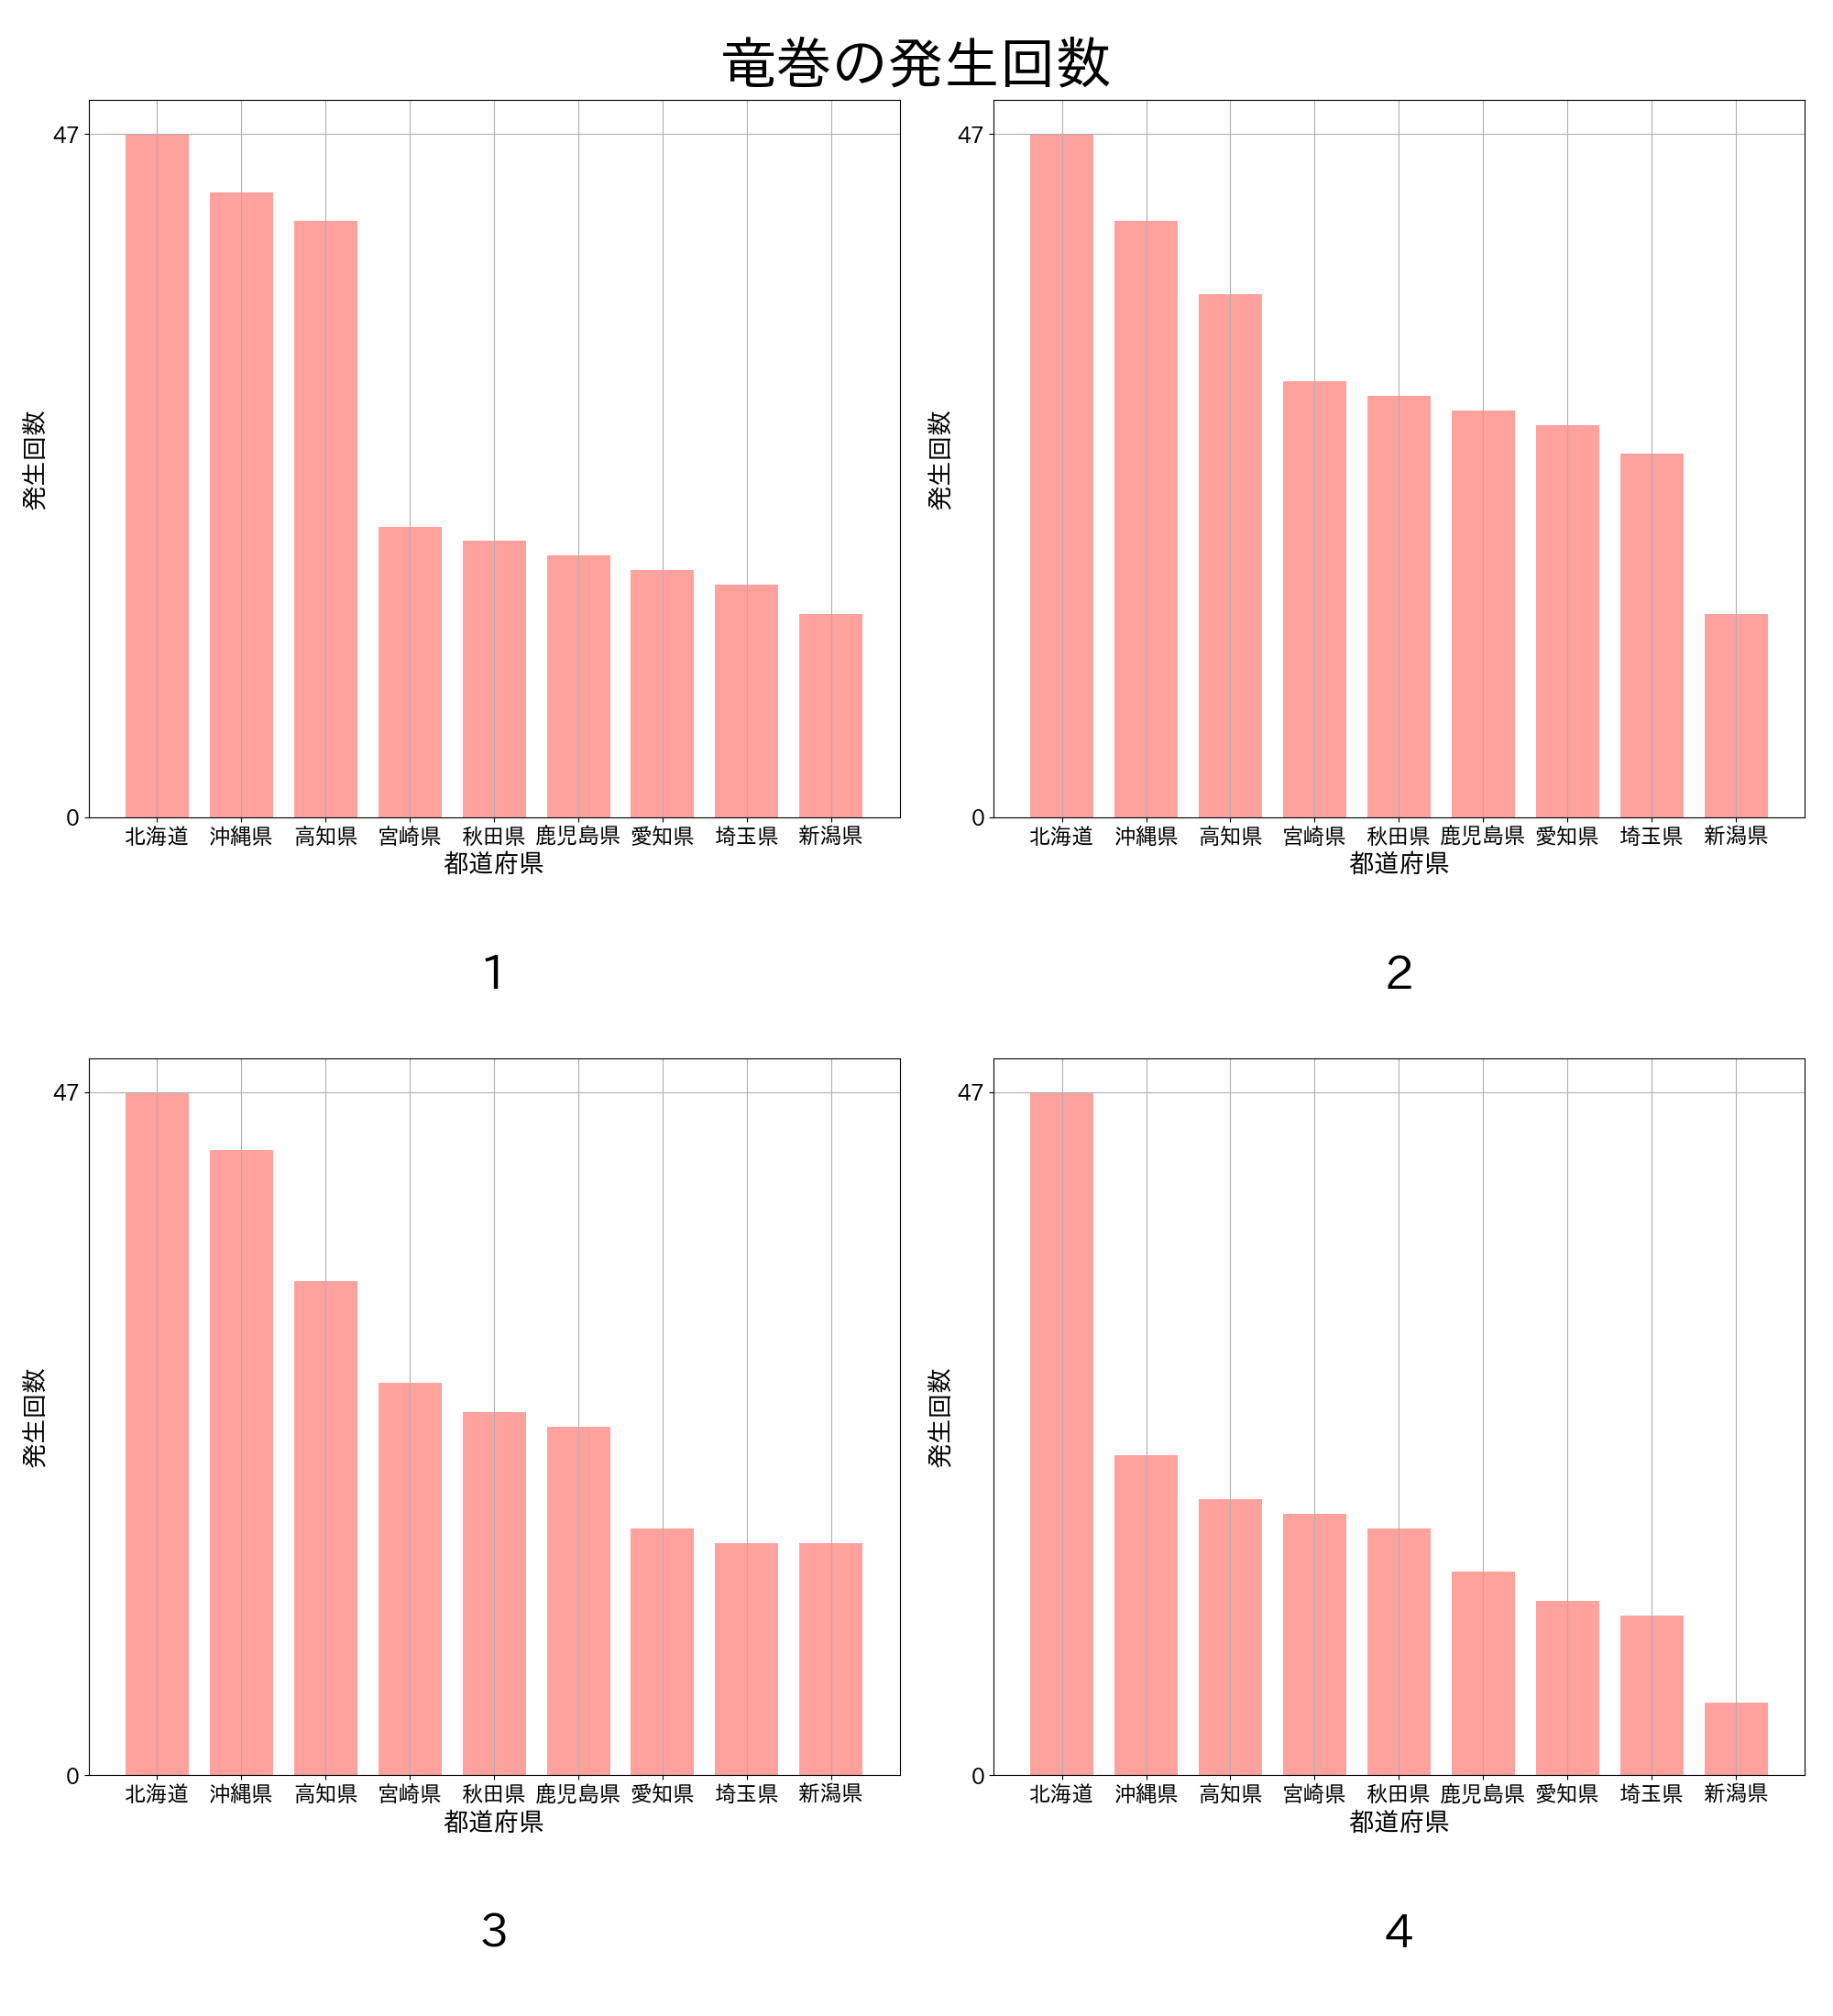 竜巻の発生回数
47
0
発生回数
北海道 沖縄県 高知県 宮崎県 秋田県 鹿児島県 愛知県 埼玉県 新潟県
都道府県
1
47
0
発生回数
北海道 沖縄県 高知県 宮崎県 秋田県 鹿児島県 愛知県 埼玉県 新潟県
都道府県
2
47
0
発生回数
北海道 沖縄県 高知県 宮崎県 秋田県 鹿児島県 愛知県 埼玉県 新潟県
都道府県
3
47
0
発生回数
北海道 沖縄県 高知県 宮崎県 秋田県 鹿児島県 愛知県 埼玉県 新潟県
都道府県
4